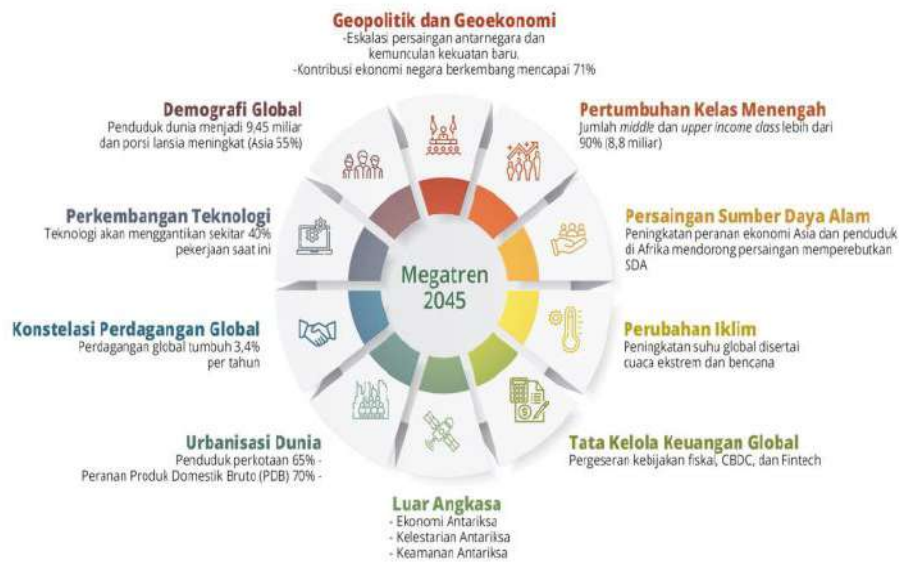 Geopolitik dan Geoekonomi
-Eskalasi persaingan antarnegara dan
kemunculan kekuatan baru.
-Kontribusi ekonomi negara berkembang mencapai 71%
Demografi Global
Penduduk dunia menjadi 9,45 miliar
dan porsi lansia meningkat (Asia 55%)
Pertumbuhan Kelas Menengah
Jumlah middle dan upper income class lebih dari
90% (8,8 miliar)
Perkembangan Teknologi
Teknologi akan menggantikan sekitar 40%
pekerjaan saat ini
Persaingan Sumber Daya Alam
Peningkatan peranan ekonomi Asia dan penduduk
di Afrika mendorong persaingan memperebutkan
SDA
Megatren
2045
Konstelasi Perdagangan Global
Perdagangan global tumbuh 3,4%
per tahun
Perubahan Iklim
Peningkatan suhu global disertai
cuaca ekstrem dan bencana
Urbanisasi Dunia
Penduduk perkotaan 65% -
Peranan Produk Domestik Bruto (PDB) 70% -
Tata Kelola Keuangan Global
Pergeseran kebijakan fiskal, CBDC, dan Fintech
Luar Angkasa
- Ekonomi Antariksa
- Kelestarian Antariksa
- Keamanan Antariksa